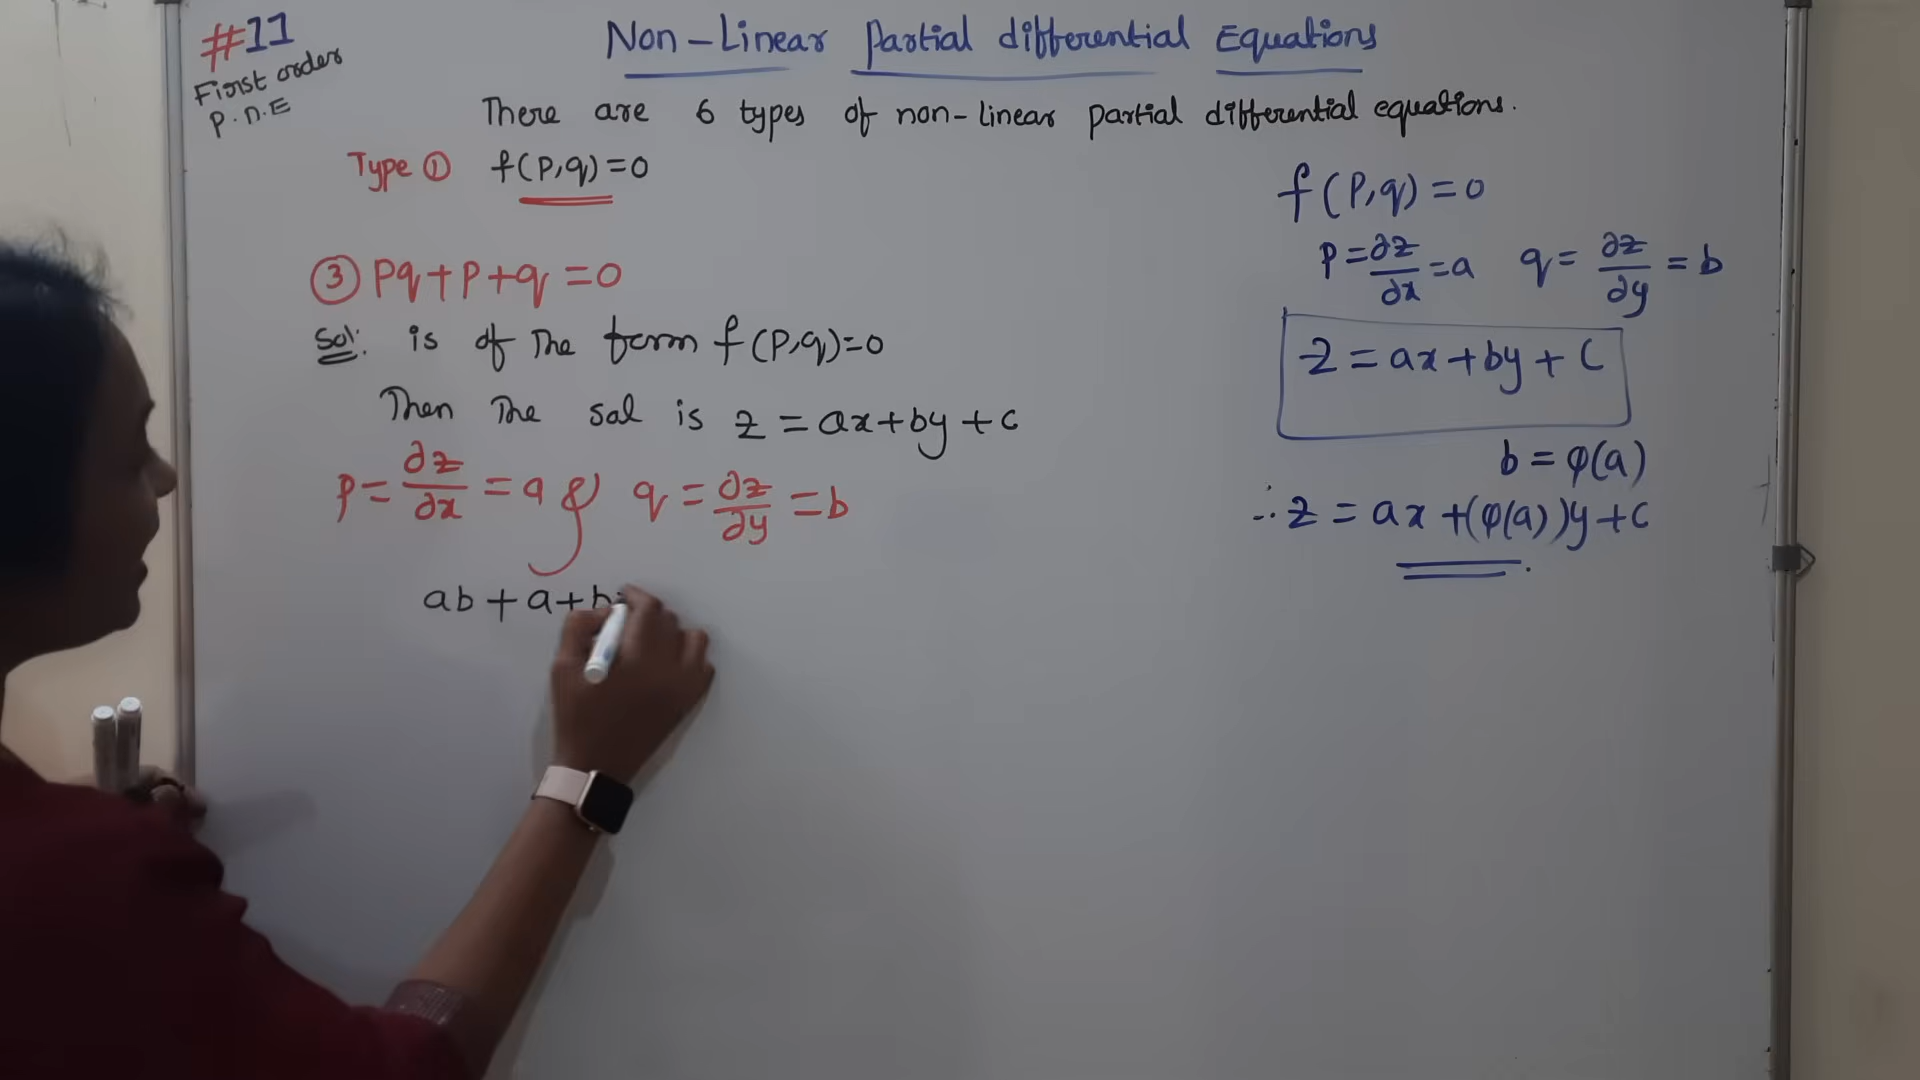 #11
First order
P.D.E
Non-Linear Partial differential Equations
There are 6 types of non-linear partial differential equations.
Type ① f(p,q)=0
③ pq+p+q=0
Sol: is of the form f(p,q)=0
Then the sol is z = ax+by+c
p = ∂z/∂x = a & q = ∂z/∂y = b
ab + a + b
f(p,q) = 0
p = ∂z/∂x = a q = ∂z/∂y = b
z = ax+by+c
b = φ(a)
∴ z = ax+(φ(a))y+c